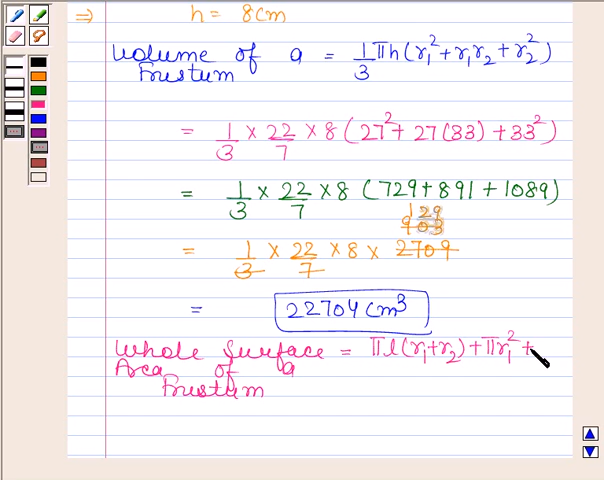 ⇒ h = 8cm
Volume of a = 1/3 πh(r₁² + r₁r₂ + r₂²)
Frustum
= 1/3 × 22/7 × 8 (27² + 27(33) + 33²)
= 1/3 × 22/7 × 8 (729 + 891 + 1089)
129
903
= 1/3 × 22/7 × 8 × 2709
= 22704 cm³
Whole Surface = πl(r₁+r₂) + πr₁² +
Area of a
Frustum